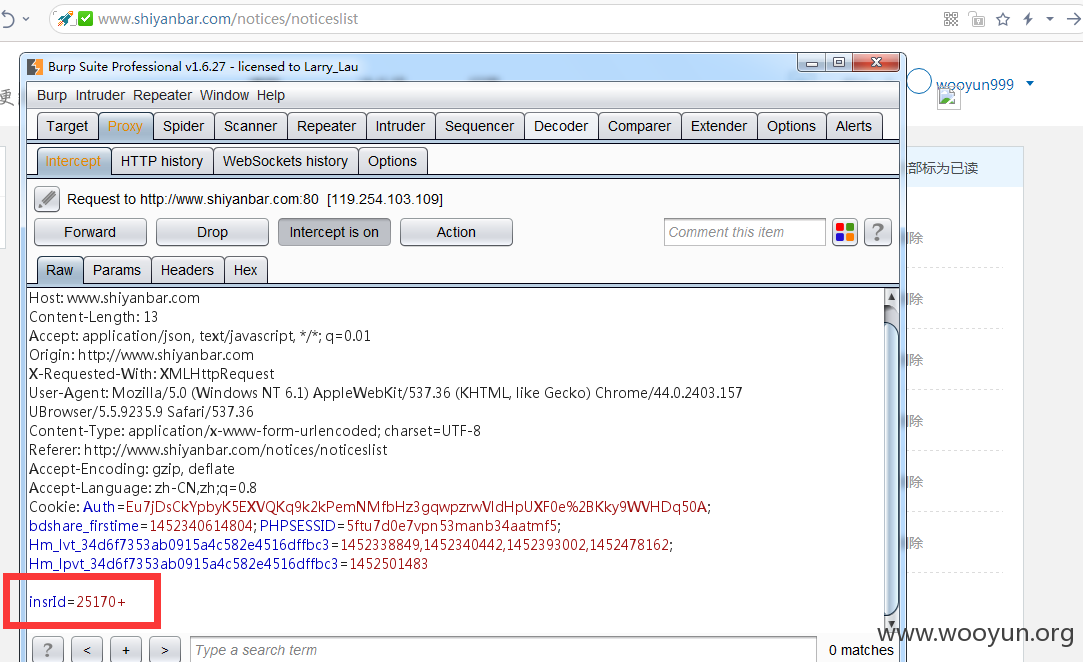 www.shiyanbar.com/notices/noticeslist
Burp Suite Professional v1.6.27 - licensed to Larry_Lau
wooyun999
更
Burp Intruder Repeater Window Help
Target Proxy Spider Scanner Repeater Intruder Sequencer Decoder Comparer Extender Options Alerts
Intercept HTTP history WebSockets history Options
部标为已读
Request to http://www.shiyanbar.com:80 [119.254.103.109]
Forward Drop Intercept is on Action Comment this item ?
除
Raw Params Headers Hex
Host: www.shiyanbar.com
除
Content-Length: 13
Accept: application/json, text/javascript, */*; q=0.01
Origin: http://www.shiyanbar.com
除
X-Requested-With: XMLHttpRequest
User-Agent: Mozilla/5.0 (Windows NT 6.1) AppleWebKit/537.36 (KHTML, like Gecko) Chrome/44.0.2403.157
UBrowser/5.5.9235.9 Safari/537.36
除
Content-Type: application/x-www-form-urlencoded; charset=UTF-8
Referer: http://www.shiyanbar.com/notices/noticeslist
Accept-Encoding: gzip, deflate
除
Accept-Language: zh-CN,zh;q=0.8
Cookie: Auth=Eu7jDsCkYpbyK5EXVQKq9k2kPemNMfbHz3gqwpzrwVldHpUXF0e%2BKky9WVHDq50A;
bdshare_firstime=1452340614804; PHPSESSID=5ftu7d0e7vpn53manb34aatmf5;
Hm_lvt_34d6f7353ab0915a4c582e4516dffbc3=1452338849,1452340442,1452393002,1452478162;
除
Hm_lpvt_34d6f7353ab0915a4c582e4516dffbc3=1452501483
insrId=25170+
www.wooyun.org
? < + > Type a search term 0 matches